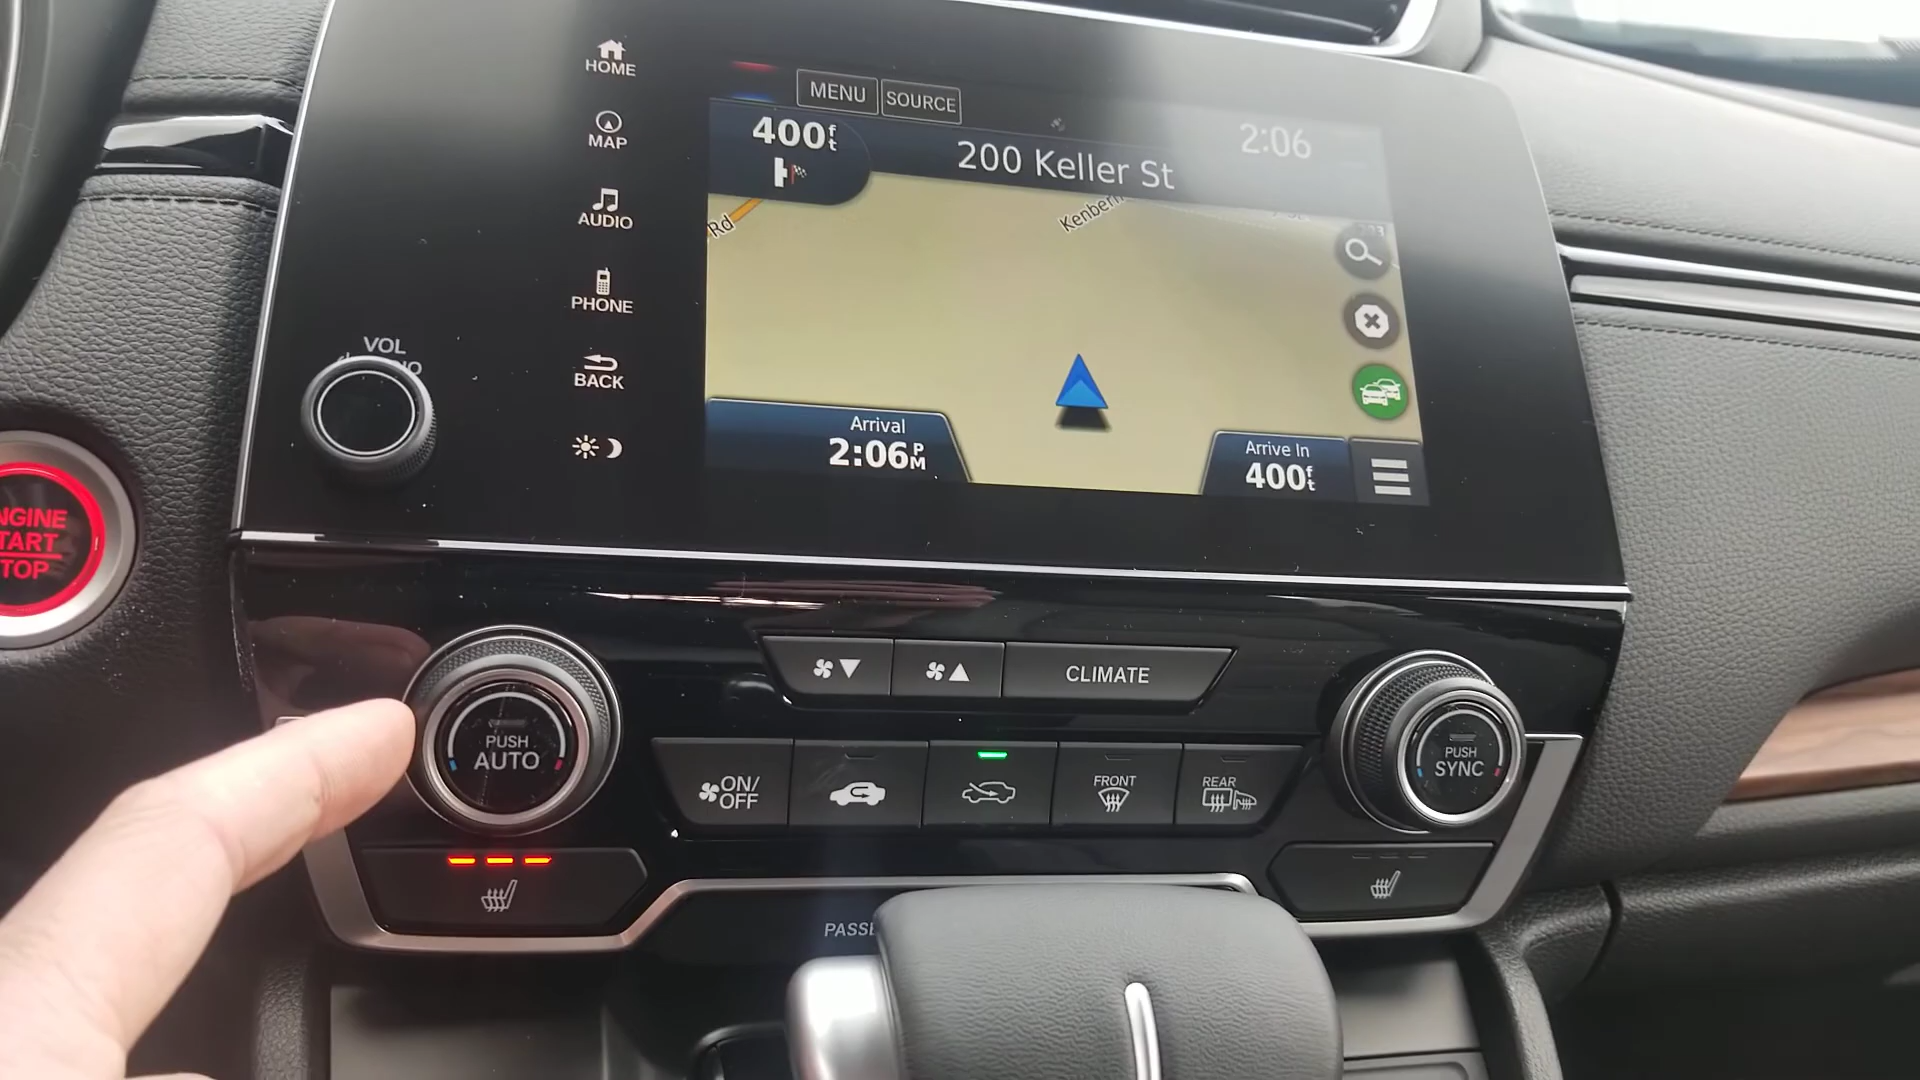 HOME
MAP
AUDIO
PHONE
BACK
VOL
MENU SOURCE
400ft
200 Keller St
2:06
Rd
Arrival
2:06PM
Arrive In
400ft
NGINE
TART
TOP
CLIMATE
PUSH
AUTO
ON/
OFF
FRONT
REAR
PUSH
SYNC
PASSE